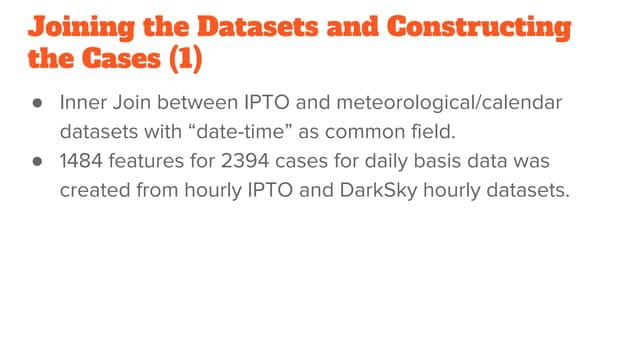 Joining the Datasets and Constructing
the Cases (1)
● Inner Join between IPTO and meteorological/calendar
datasets with “date-time” as common field.
● 1484 features for 2394 cases for daily basis data was
created from hourly IPTO and DarkSky hourly datasets.